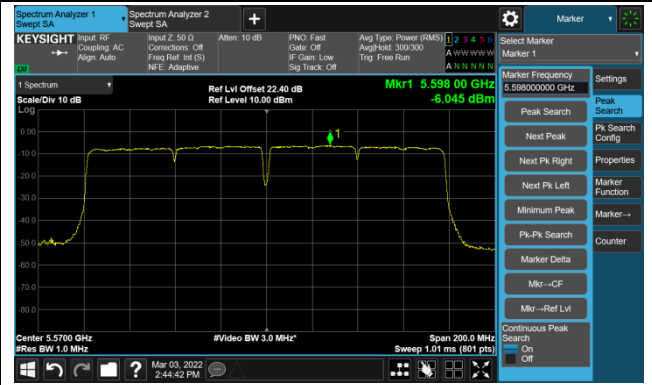 Spectrum Analyzer 1
Swept SA
Spectrum Analyzer 2
Swept SA
Marker
KEYSIGHT
Input: RF
Coupling: AC
Align: Auto
Input Z: 50 Ω
Corrections: Off
Freq Ref: Int (S)
NFE: Adaptive
Atten: 10 dB
PNO: Fast
Gate: Off
IF Gain: Low
Sig Track: Off
Avg Type: Power (RMS)
Avg|Hold: 300/300
Trig: Free Run
1 2 3 4 5 6
A W W W W W
A N N N N N
Select Marker
Marker 1
1 Spectrum
Scale/Div 10 dB
Log
Ref Lvl Offset 22.40 dB
Ref Level 10.00 dBm
Mkr1 5.598 00 GHz
-6.045 dBm
0.00
-10.0
-20.0
-30.0
-40.0
-50.0
-60.0
-70.0
-80.0
1
Center 5.5700 GHz
#Res BW 1.0 MHz
#Video BW 3.0 MHz*
Span 200.0 MHz
Sweep 1.01 ms (801 pts)
Marker Frequency
5.598000000 GHz
Peak Search
Next Peak
Next Pk Right
Next Pk Left
Minimum Peak
Pk-Pk Search
Marker Delta
Mkr→CF
Mkr→Ref Lvl
Continuous Peak
Search
On
Off
Settings
Peak
Search
Pk Search
Config
Properties
Marker
Function
Marker→
Counter
?
Mar 03, 2022
2:44:42 PM